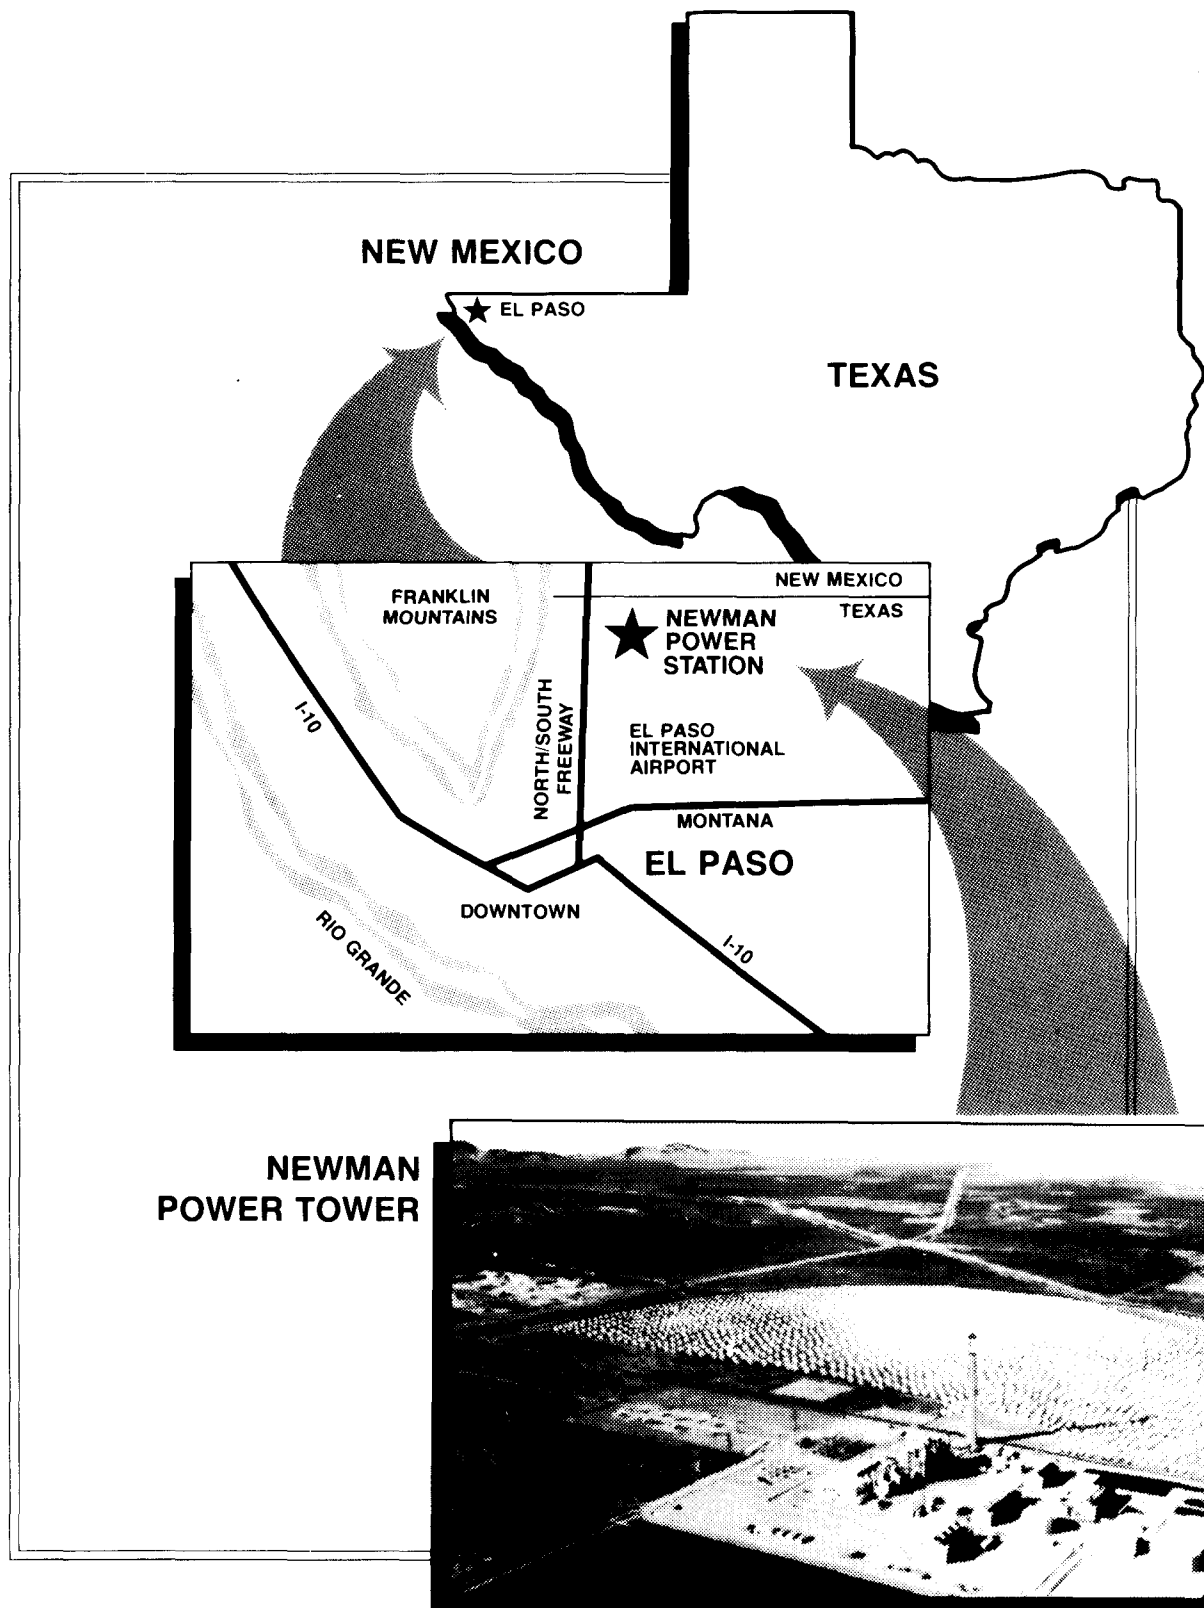 NEW MEXICO
EL PASO
TEXAS
NEW MEXICO
TEXAS
FRANKLIN
MOUNTAINS
NEWMAN
POWER
STATION
I-10
NORTH/SOUTH
FREEWAY
EL PASO
INTERNATIONAL
AIRPORT
MONTANA
EL PASO
DOWNTOWN
RIO GRANDE
I-10
NEWMAN
POWER TOWER